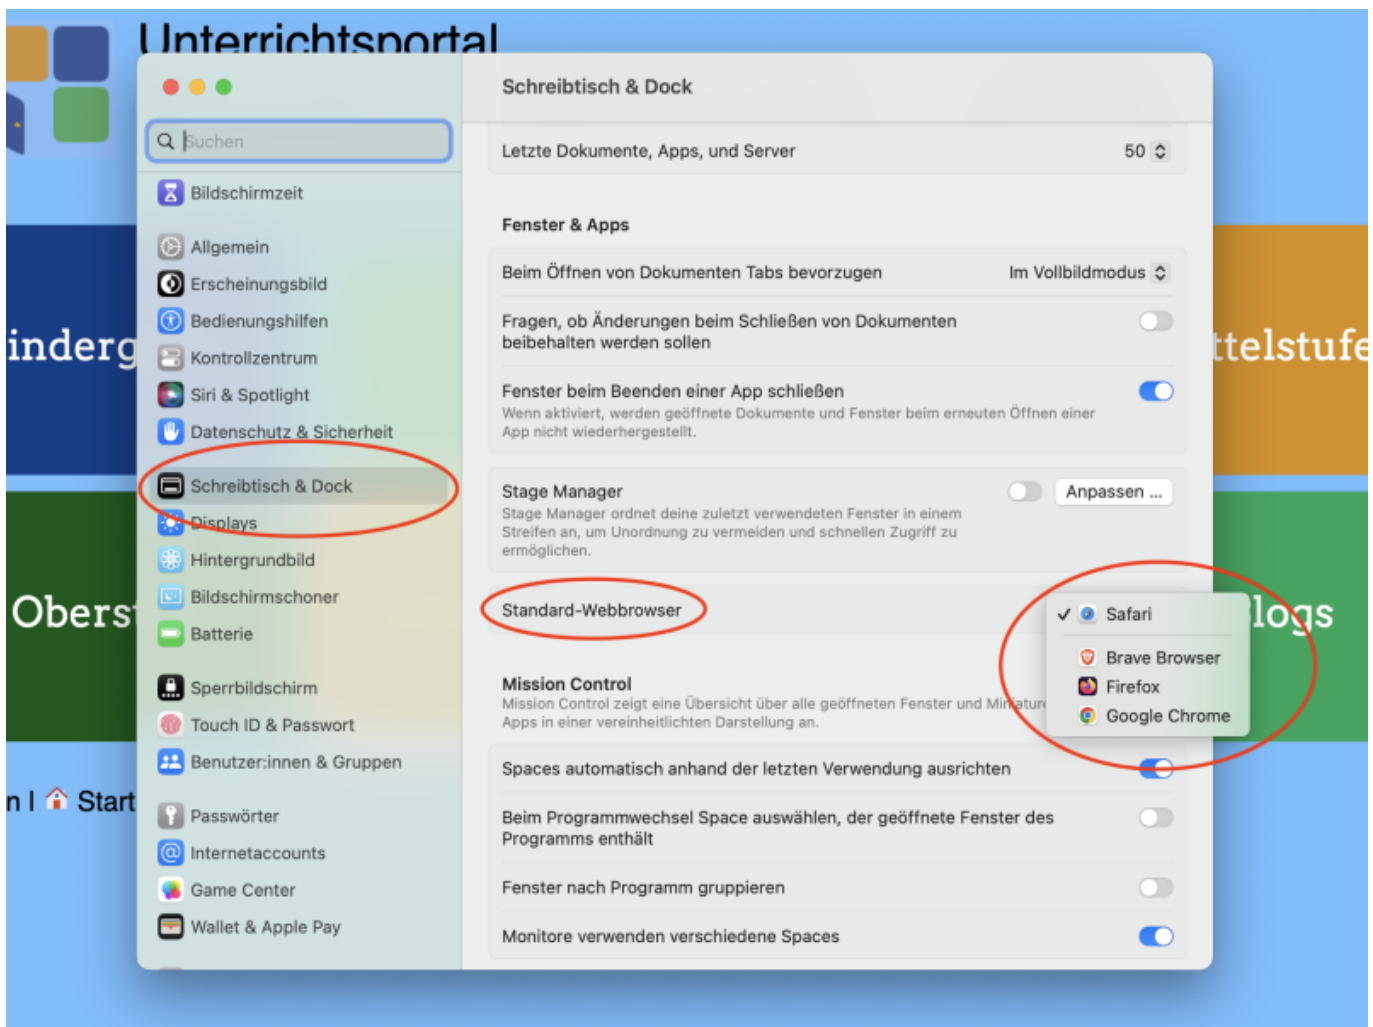 Unterrichtsportal
Schreibtisch & Dock
Suchen
Bildschirmzeit
Allgemein
Erscheinungsbild
Bedienungshilfen
Kontrollzentrum
Siri & Spotlight
Datenschutz & Sicherheit
Schreibtisch & Dock
Displays
Hintergrundbild
Bildschirmschoner
Batterie
Sperrbildschirm
Touch ID & Passwort
Benutzer:innen & Gruppen
Passwörter
Internetaccounts
Game Center
Wallet & Apple Pay
Letzte Dokumente, Apps, und Server 50
Fenster & Apps
Beim Öffnen von Dokumenten Tabs bevorzugen Im Vollbildmodus
Fragen, ob Änderungen beim Schließen von Dokumenten
beibehalten werden sollen
Fenster beim Beenden einer App schließen
Wenn aktiviert, werden geöffnete Dokumente und Fenster beim erneuten Öffnen einer
App nicht wiederhergestellt.
Stage Manager Anpassen ...
Stage Manager ordnet deine zuletzt verwendeten Fenster in einem
Streifen an, um Unordnung zu vermeiden und schnellen Zugriff zu
ermöglichen.
Standard-Webbrowser
Safari
Brave Browser
Firefox
Google Chrome
Mission Control
Mission Control zeigt eine Übersicht über alle geöffneten Fenster und Miniature
Apps in einer vereinheitlichten Darstellung an.
Spaces automatisch anhand der letzten Verwendung ausrichten
Beim Programmwechsel Space auswählen, der geöffnete Fenster des
Programms enthält
Fenster nach Programm gruppieren
Monitore verwenden verschiedene Spaces
inderg
ttelstufe
Oberst
logs
n I Start